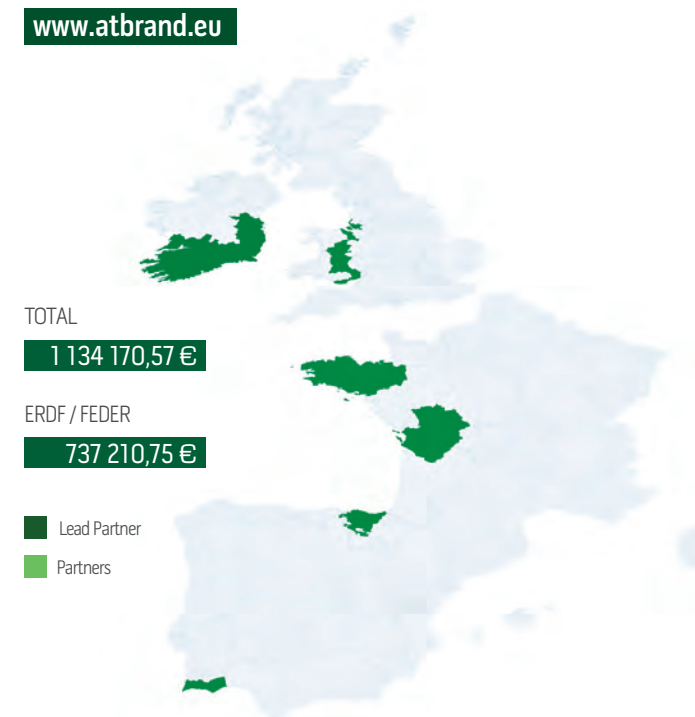 www.atbrand.eu
TOTAL
1 134 170,57 €
ERDF / FEDER
737 210,75 €
Lead Partner
Partners